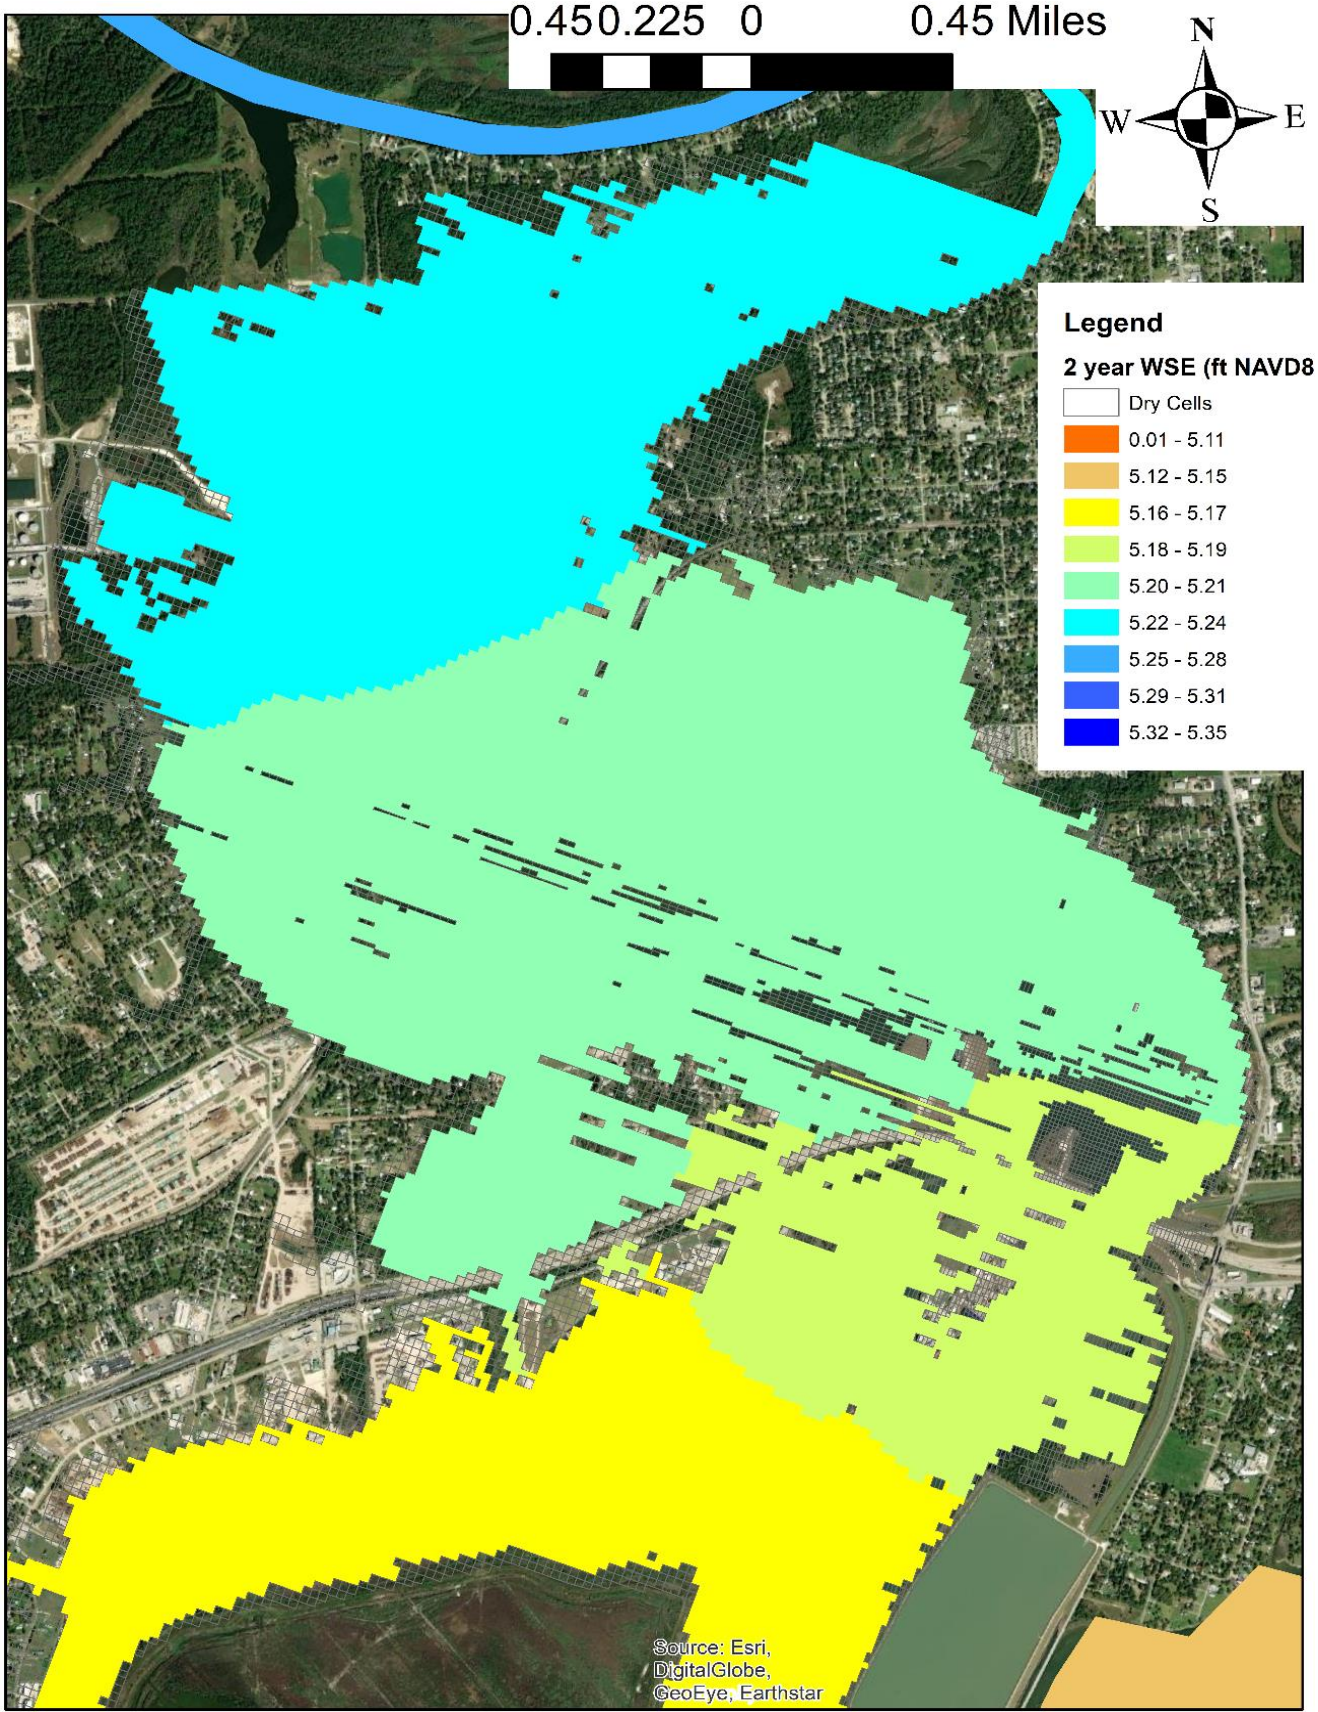 0.45 0.225 0 0.45 Miles
N
W E
S
Legend
2 year WSE (ft NAVD8
Dry Cells
0.01 - 5.11
5.12 - 5.15
5.16 - 5.17
5.18 - 5.19
5.20 - 5.21
5.22 - 5.24
5.25 - 5.28
5.29 - 5.31
5.32 - 5.35
Source: Esri,
DigitalGlobe,
GeoEye, Earthstar